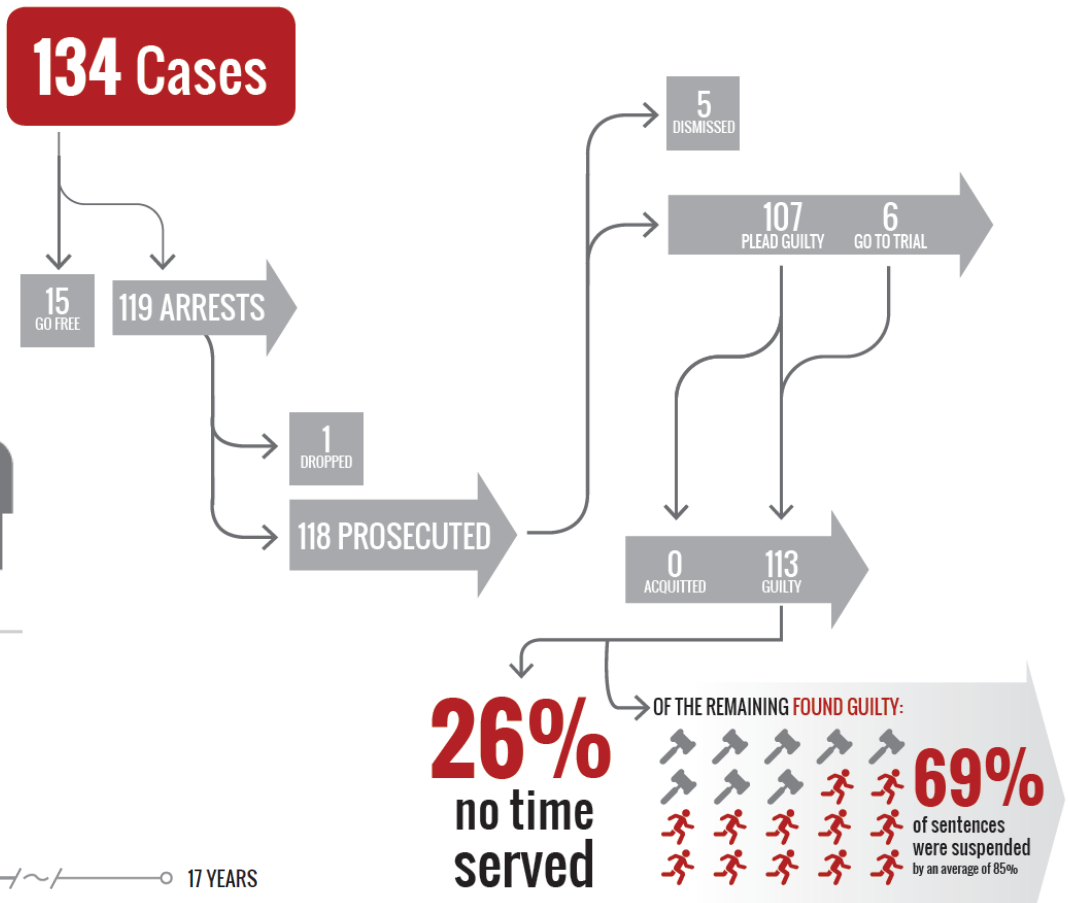 134 Cases
15
GO FREE
119 ARRESTS
1
DROPPED
118 PROSECUTED
5
DISMISSED
107
PLEAD GUILTY
6
GO TO TRIAL
0
ACQUITTED
113
GUILTY
26%
no time
served
OF THE REMAINING FOUND GUILTY:
69%
of sentences
were suspended
by an average of 85%
17 YEARS